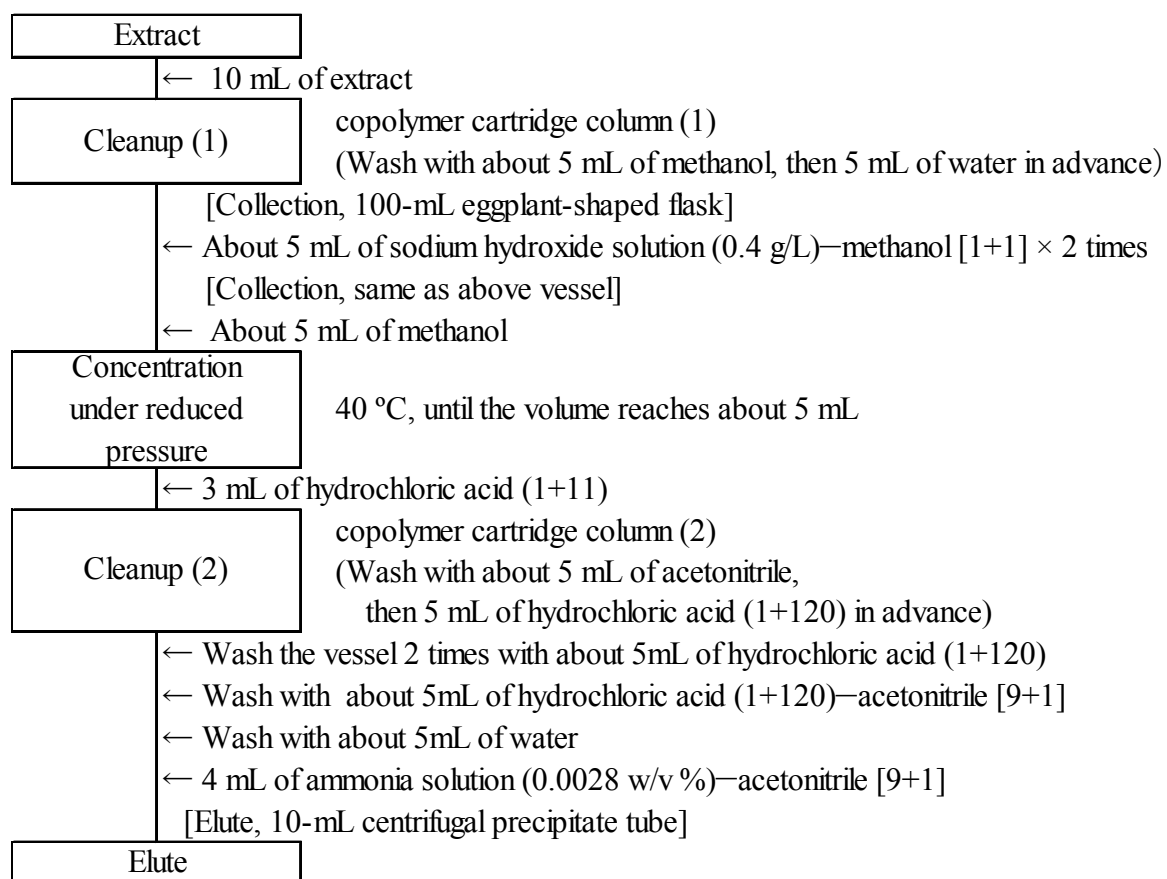 Extract
← 10 mL of extract
Cleanup (1)
copolymer cartridge column (1)
(Wash with about 5 mL of methanol, then 5 mL of water in advance)
[Collection, 100-mL eggplant-shaped flask]
← About 5 mL of sodium hydroxide solution (0.4 g/L)−methanol [1+1] × 2 times
[Collection, same as above vessel]
← About 5 mL of methanol
Concentration
under reduced
pressure
40 ºC, until the volume reaches about 5 mL
← 3 mL of hydrochloric acid (1+11)
Cleanup (2)
copolymer cartridge column (2)
(Wash with about 5 mL of acetonitrile,
then 5 mL of hydrochloric acid (1+120) in advance)
← Wash the vessel 2 times with about 5mL of hydrochloric acid (1+120)
← Wash with about 5mL of hydrochloric acid (1+120)−acetonitrile [9+1]
← Wash with about 5mL of water
← 4 mL of ammonia solution (0.0028 w/v %)−acetonitrile [9+1]
[Elute, 10-mL centrifugal precipitate tube]
Elute